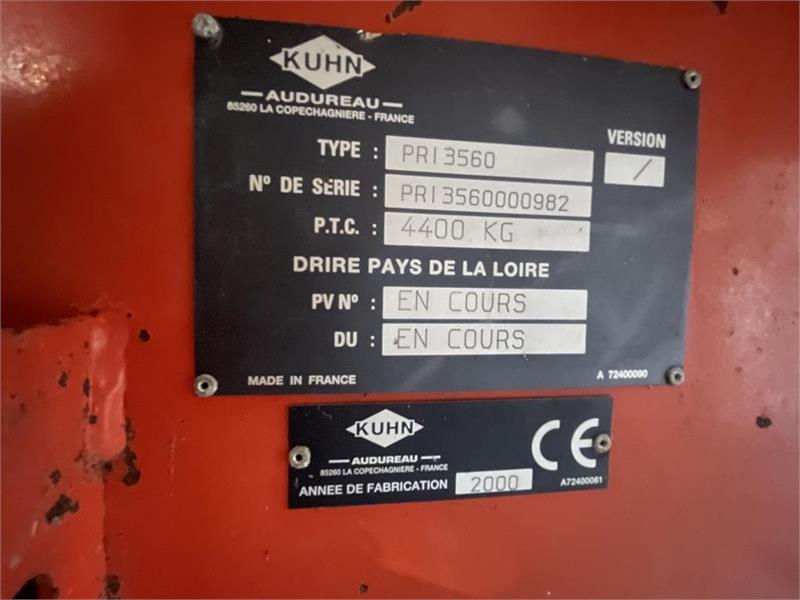 KUHN
AUDUREAU
85260 LA COPECHAGNIERE - FRANCE
VERSION
TYPE : PRI3560 /
Nº DE SERIE : PRI3560000982
P.T.C. : 4400 KG
DRIRE PAYS DE LA LOIRE
PV Nº : EN COURS
DU : EN COURS
MADE IN FRANCE A 72400090
KUHN
AUDUREAU
85260 LA COPECHAGNIERE - FRANCE
CE
ANNEE DE FABRICATION 2000 A72400061